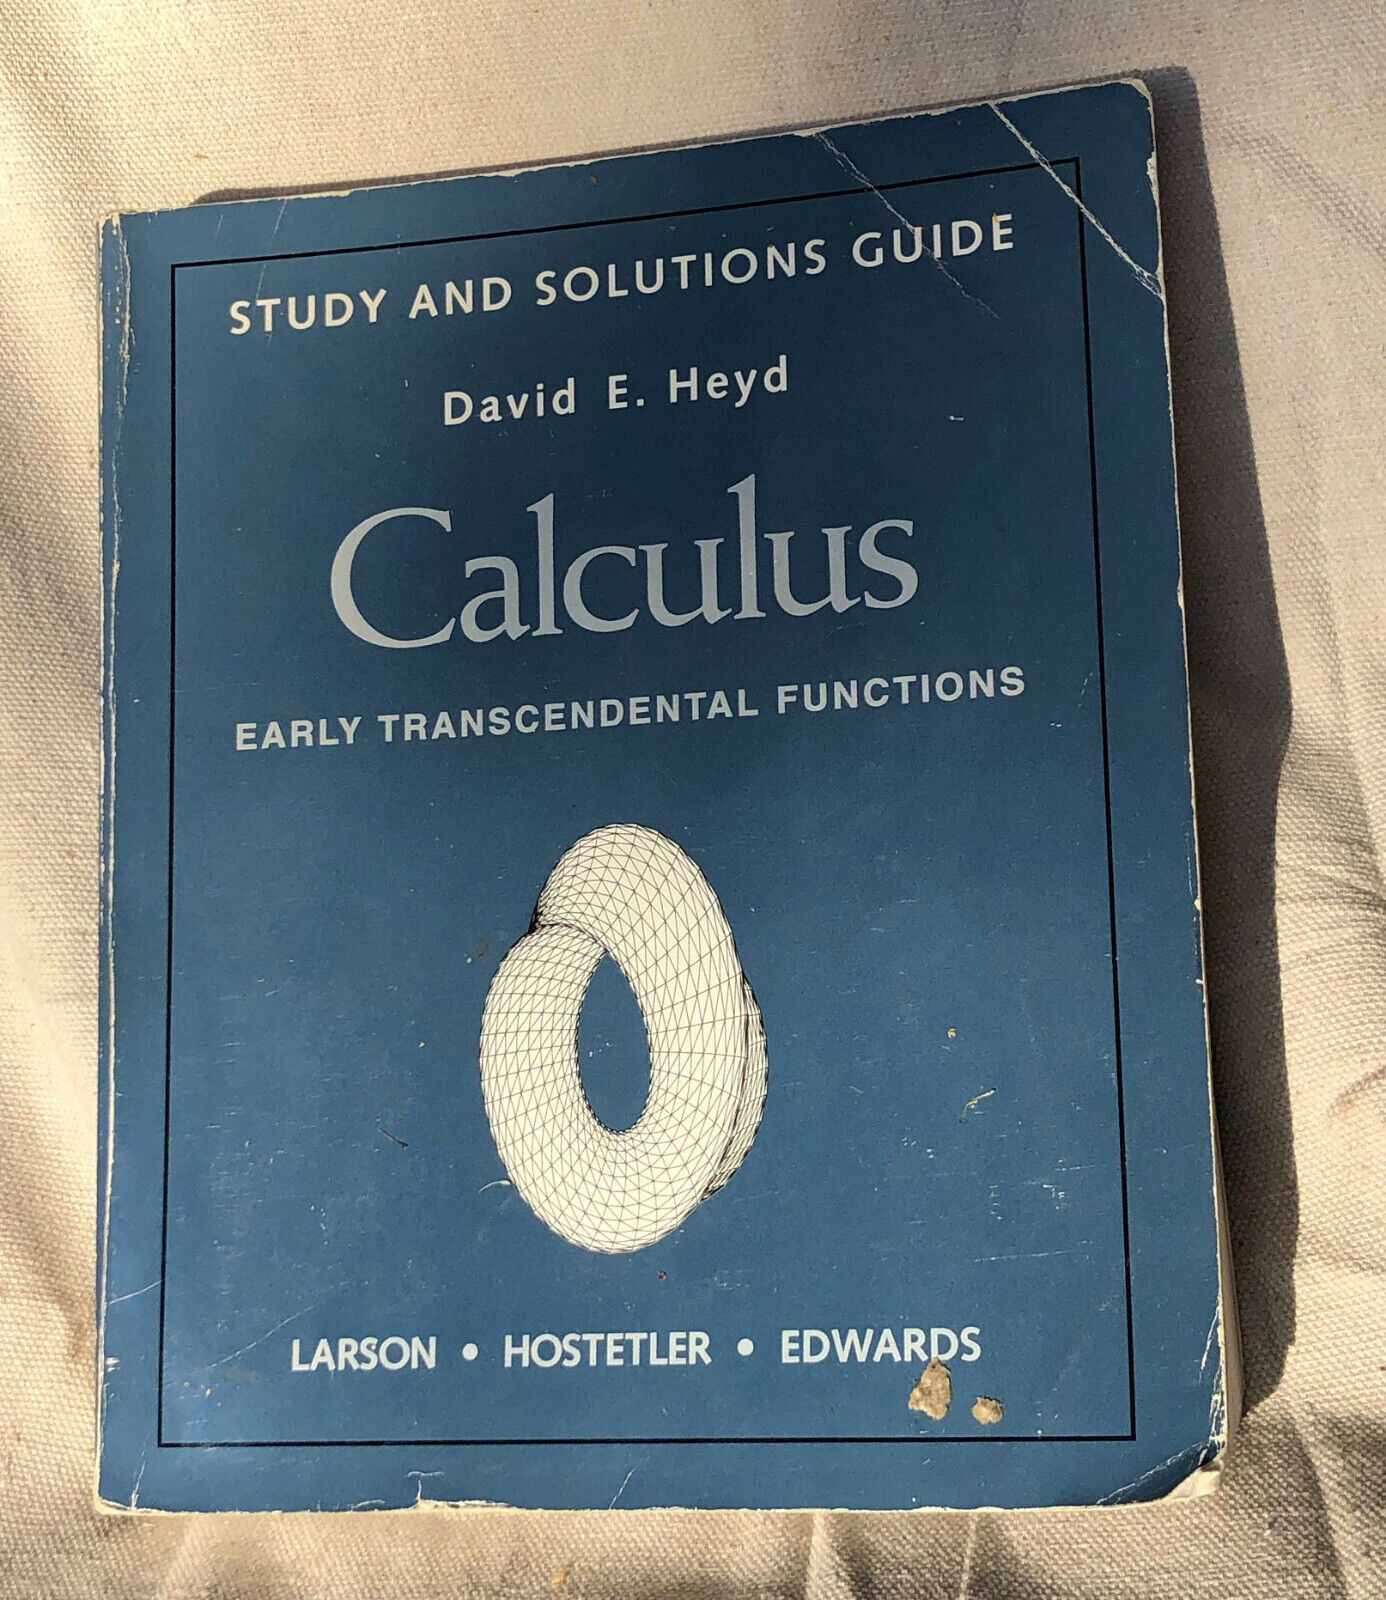 STUDY AND SOLUTIONS GUIDE
David E. Heyd
Calculus
EARLY TRANSCENDENTAL FUNCTIONS
LARSON • HOSTETLER • EDWARDS